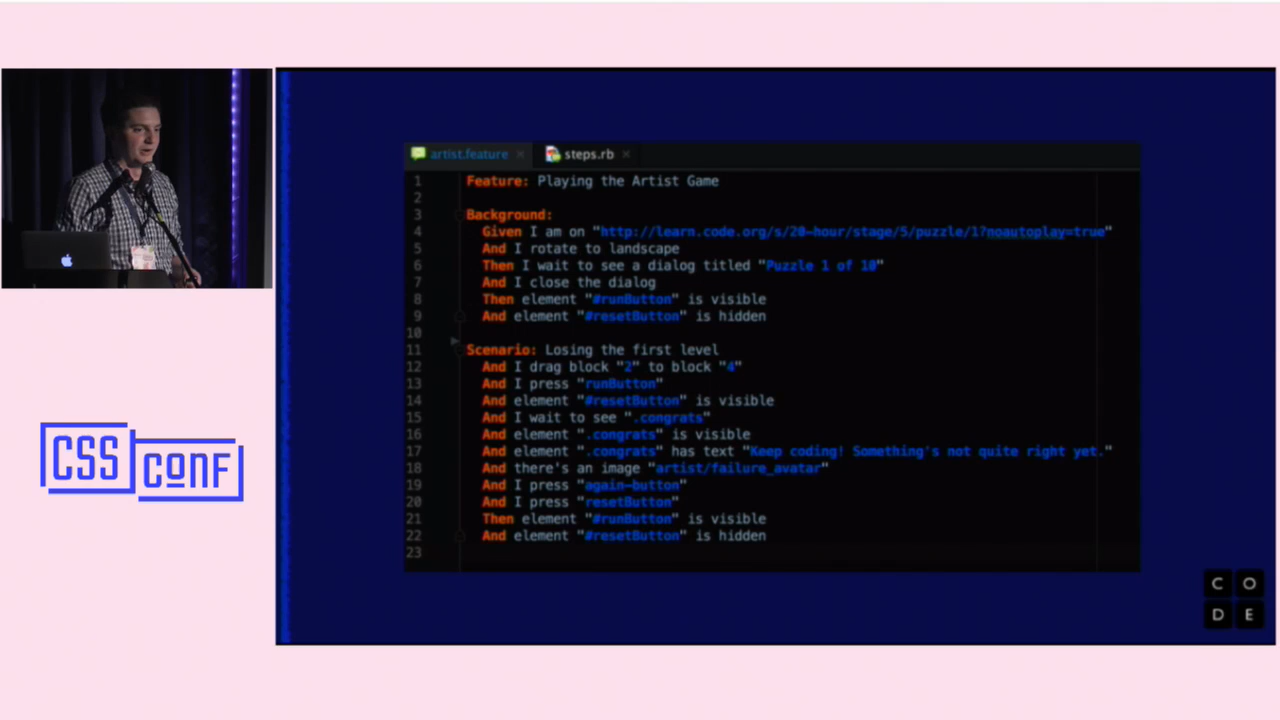 artist.feature
steps.rb
1 Feature: Playing the Artist Game
2
3 Background:
4 Given I am on "http://learn.code.org/s/20-hour/stage/5/puzzle/1?noautoplay=true"
5 And I rotate to landscape
6 Then I wait to see a dialog titled "Puzzle 1 of 10"
7 And I close the dialog
8 Then element "#runButton" is visible
9 And element "#resetButton" is hidden
10
11 Scenario: Losing the first level
12 And I drag block "2" to block "4"
13 And I press "runButton"
14 And element "#resetButton" is visible
15 And I wait to see ".congrats"
16 And element ".congrats" is visible
17 And element ".congrats" has text "Keep coding! Something's not quite right yet."
18 And there's an image "artist/failure_avatar"
19 And I press "again-button"
20 And I press "resetButton"
21 Then element "#runButton" is visible
22 And element "#resetButton" is hidden
23
CSS
CONF
C O
D E